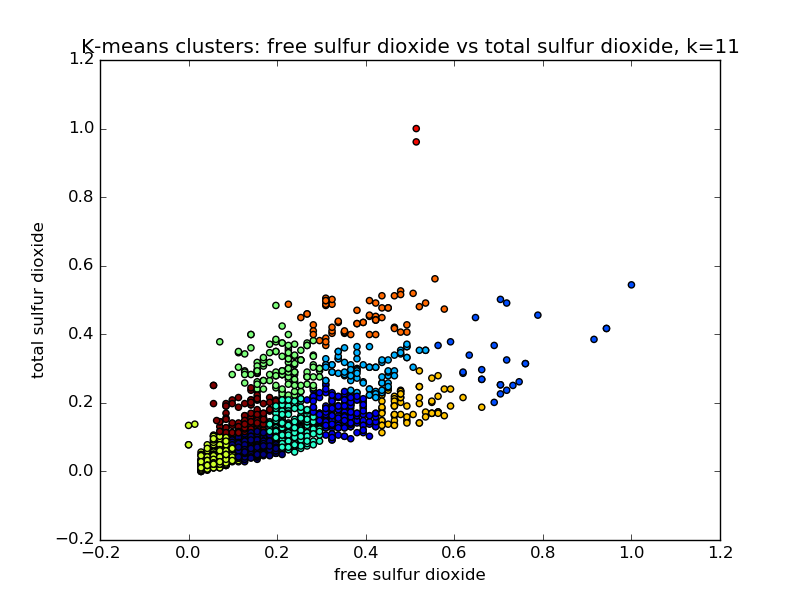 K-means clusters: free sulfur dioxide vs total sulfur dioxide, k=11
1.2
1.0
0.8
0.6
0.4
0.2
0.0
−0.2
total sulfur dioxide
−0.2 0.0 0.2 0.4 0.6 0.8 1.0 1.2
free sulfur dioxide